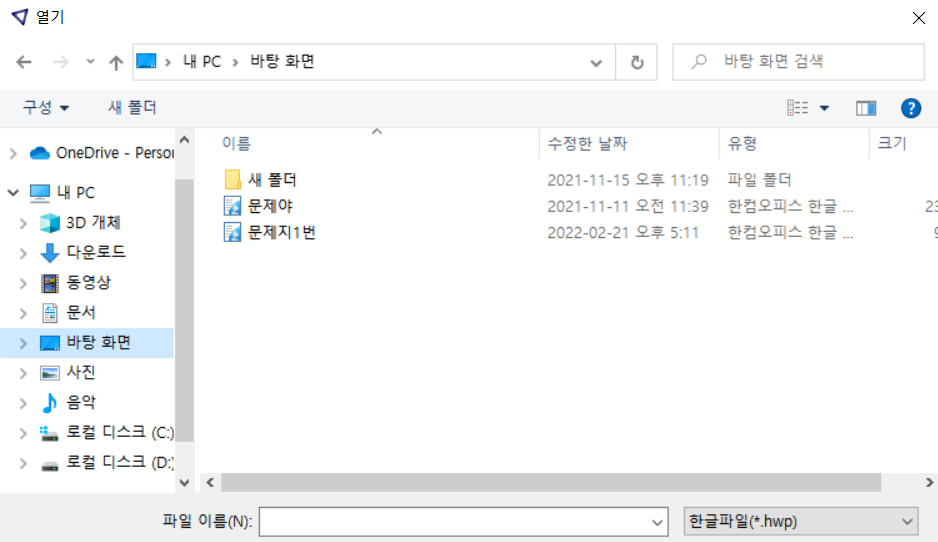 열기
내 PC > 바탕 화면
바탕 화면 검색
구성
새 폴더
이름 수정한 날짜 유형 크기
OneDrive - Person
내 PC
3D 개체
다운로드
동영상
문서
바탕 화면
사진
음악
로컬 디스크 (C:)
로컬 디스크 (D:)
새 폴더 2021-11-15 오후 11:19 파일 폴더
문제야 2021-11-11 오전 11:39 한컴오피스 한글 ... 23
문제지1번 2022-02-21 오후 5:11 한컴오피스 한글 ... 9
파일 이름(N):
한글파일(*.hwp)